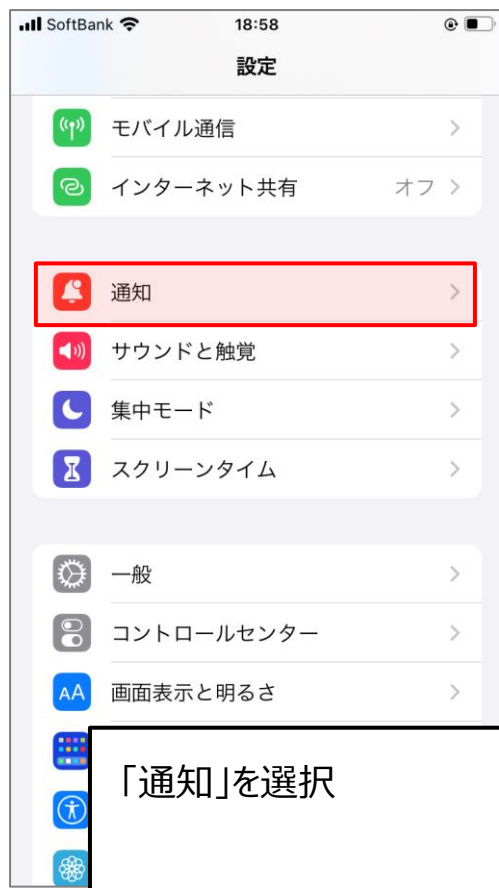 SoftBank 18:58
設定
モバイル通信
インターネット共有 オフ
通知
サウンドと触覚
集中モード
スクリーンタイム
一般
コントロールセンター
AA 画面表示と明るさ
「通知」を選択